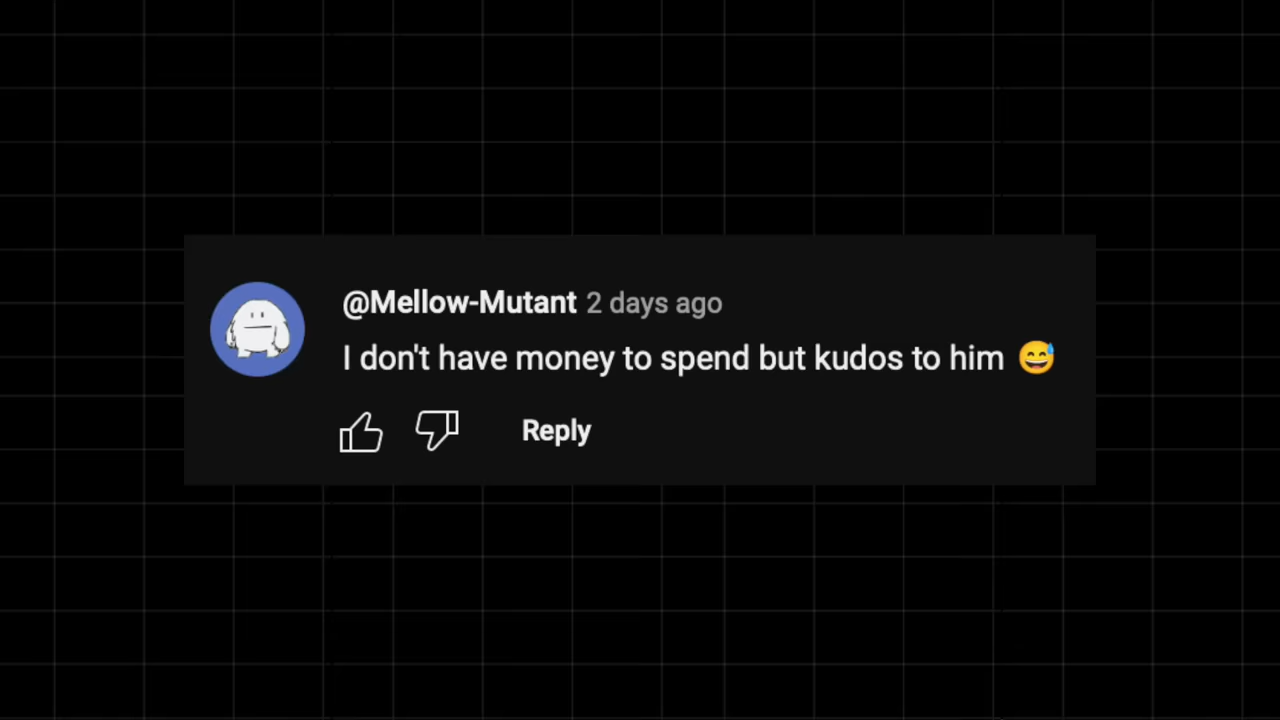 @Mellow-Mutant 2 days ago
I don't have money to spend but kudos to him 😅
Reply